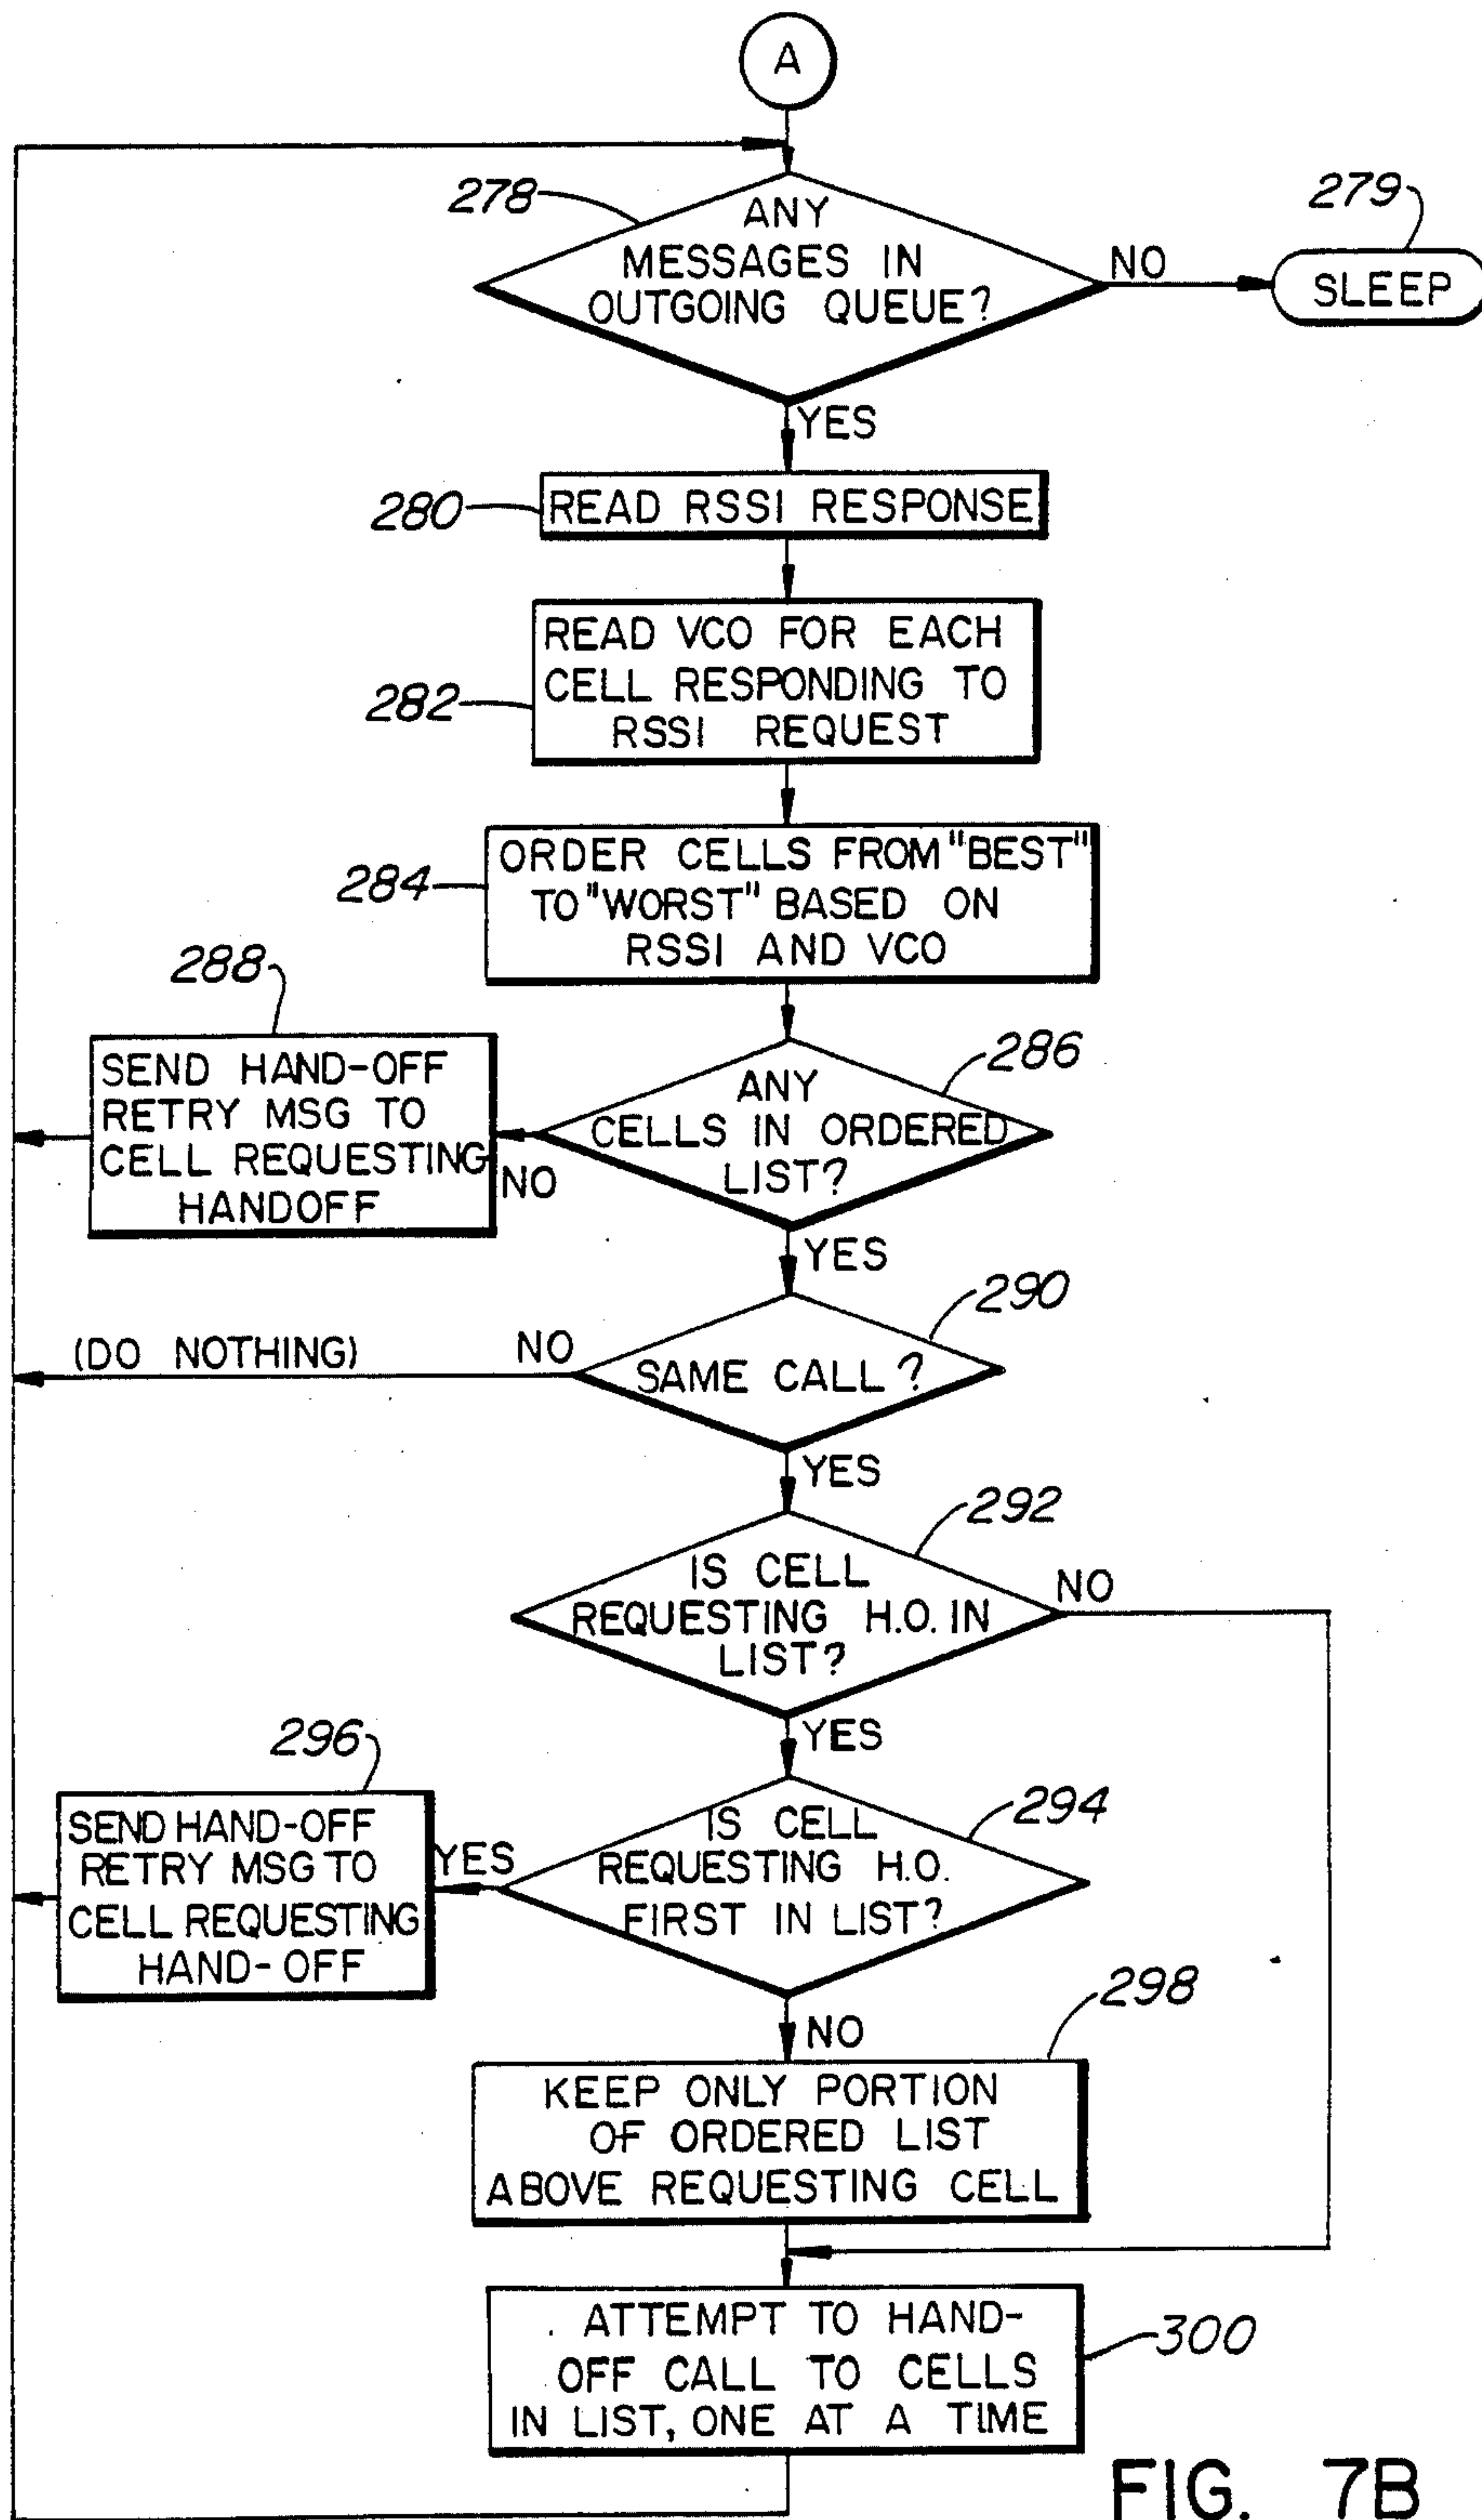 A
278
ANY
MESSAGES IN
OUTGOING QUEUE?
NO
279
SLEEP
YES
280
READ RSSI RESPONSE
282
READ VCO FOR EACH
CELL RESPONDING TO
RSSI REQUEST
284
ORDER CELLS FROM "BEST"
TO "WORST" BASED ON
RSSI AND VCO
288
SEND HAND-OFF
RETRY MSG TO
CELL REQUESTING
HANDOFF
NO
286
ANY
CELLS IN ORDERED
LIST?
YES
290
(DO NOTHING)
NO
SAME CALL?
YES
292
IS CELL
REQUESTING H.O. IN
LIST?
NO
YES
296
SEND HAND-OFF
RETRY MSG TO
CELL REQUESTING
HAND-OFF
YES
294
IS CELL
REQUESTING H.O.
FIRST IN LIST?
NO
298
KEEP ONLY PORTION
OF ORDERED LIST
ABOVE REQUESTING CELL
ATTEMPT TO HAND-
OFF CALL TO CELLS
IN LIST, ONE AT A TIME
300
FIG. 7B